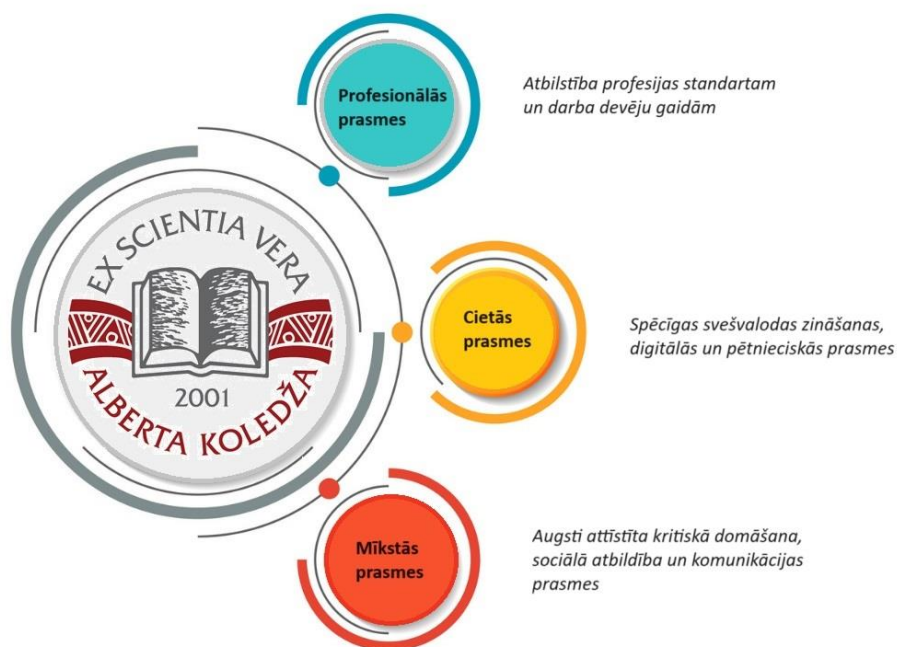 Profesionālās
prasmes
Atbilstība profesijas standartam
un darba devēju gaidām
EX SCIENTIA VERA
2001
ALBERTA KOLEDŽA
Cietās
prasmes
Spēcīgas svešvalodas zināšanas,
digitālās un pētnieciskās prasmes
Mīkstās
prasmes
Augsti attīstīta kritiskā domāšana,
sociālā atbildība un komunikācijas
prasmes